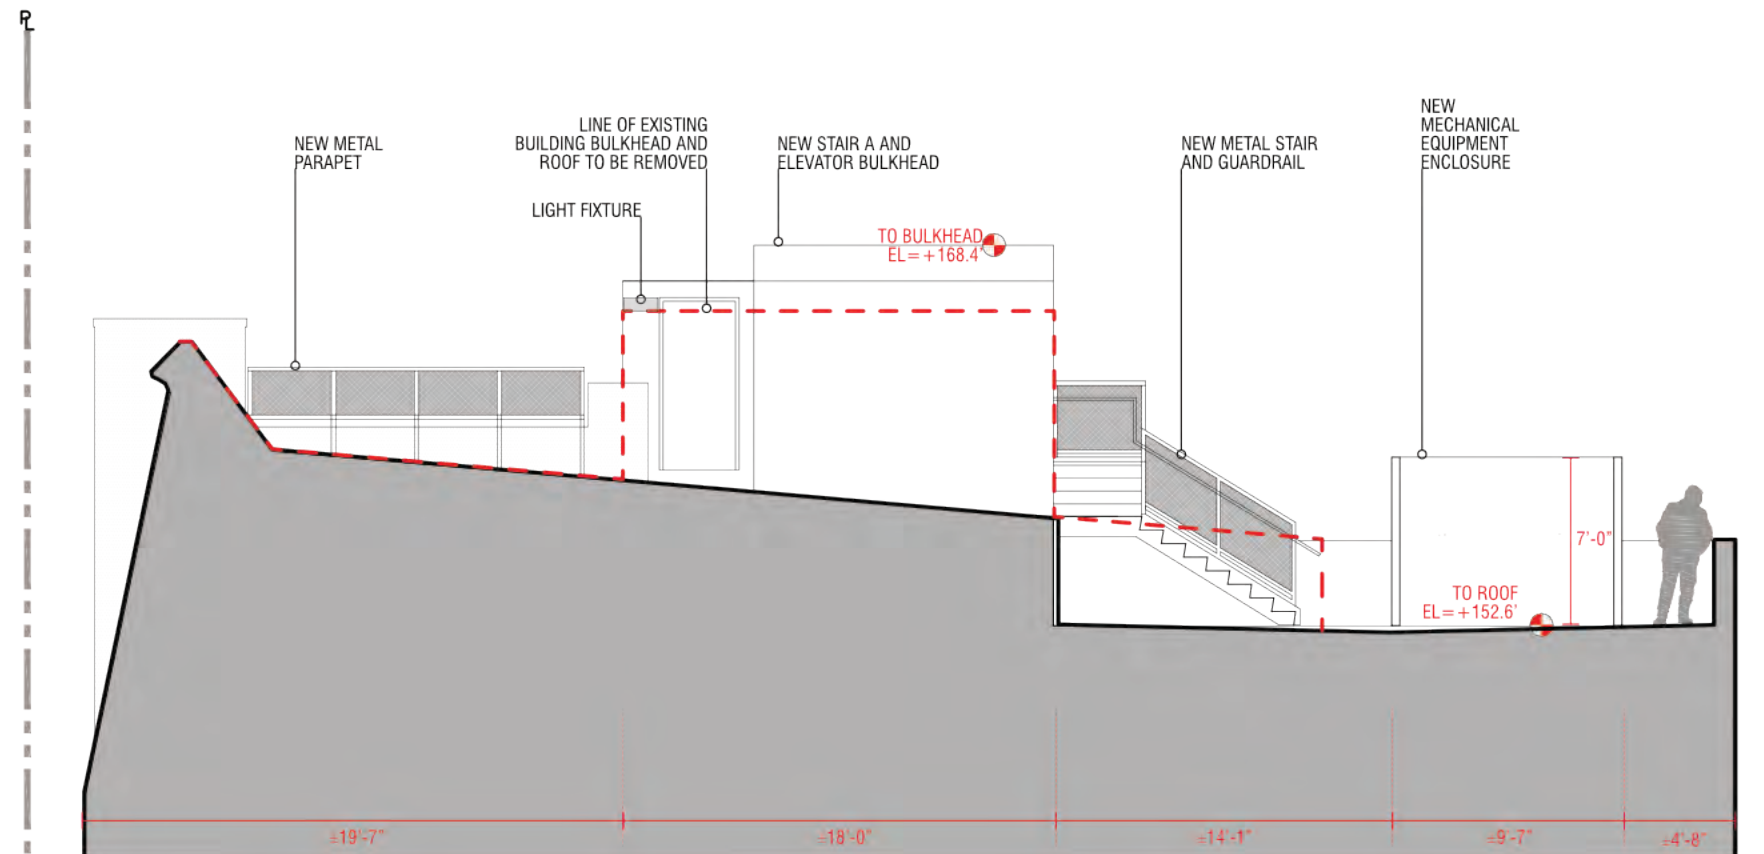 PL
NEW METAL
PARAPET
LINE OF EXISTING
BUILDING BULKHEAD AND
ROOF TO BE REMOVED
LIGHT FIXTURE
NEW STAIR A AND
ELEVATOR BULKHEAD
TO BULKHEAD
EL=+168.4'
NEW METAL STAIR
AND GUARDRAIL
NEW
MECHANICAL
EQUIPMENT
ENCLOSURE
7'-0"
TO ROOF
EL=+152.6'
±19'-7"
±18'-0"
±14'-1"
±9'-7"
±4'-8"